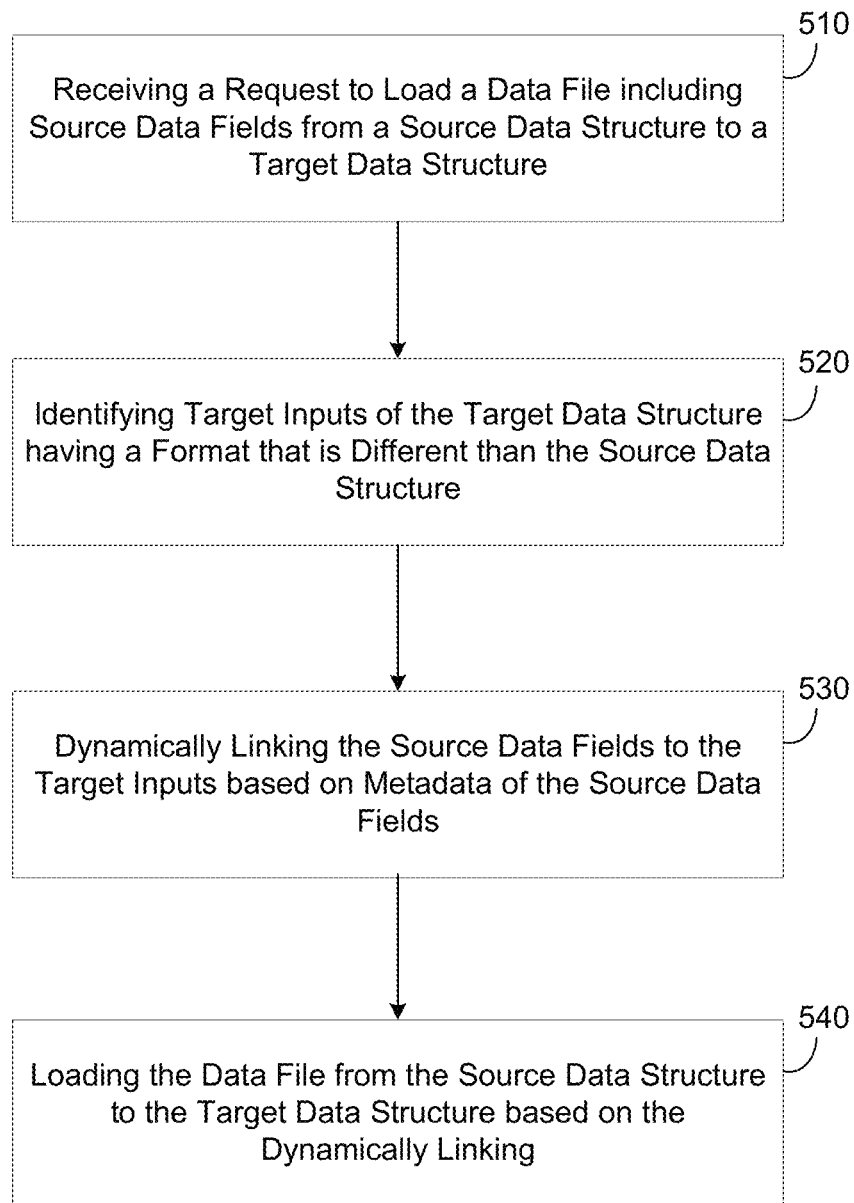 510
Receiving a Request to Load a Data File including
Source Data Fields from a Source Data Structure to a
Target Data Structure
520
Identifying Target Inputs of the Target Data Structure
having a Format that is Different than the Source Data
Structure
530
Dynamically Linking the Source Data Fields to the
Target Inputs based on Metadata of the Source Data
Fields
540
Loading the Data File from the Source Data Structure
to the Target Data Structure based on the
Dynamically Linking